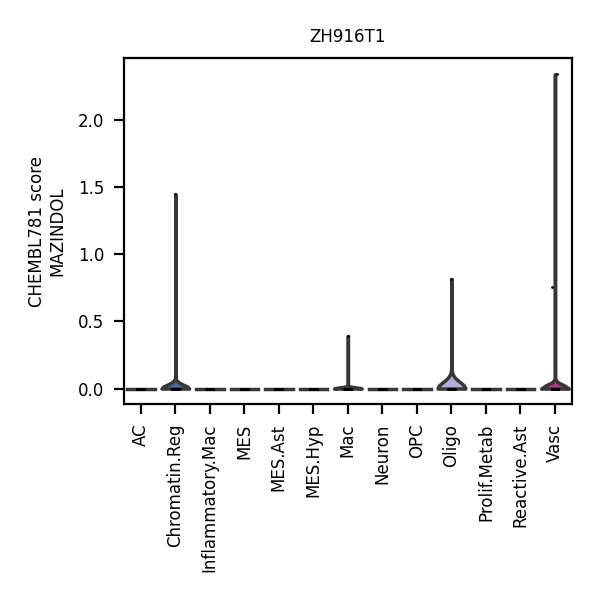 ZH916T1
CHEMBL781 score
MAZINDOL
2.0
1.5
1.0
0.5
0.0
AC
Chromatin.Reg
Inflammatory.Mac
MES
MES.Ast
MES.Hyp
Mac
Neuron
OPC
Oligo
Prolif.Metab
Reactive.Ast
Vasc